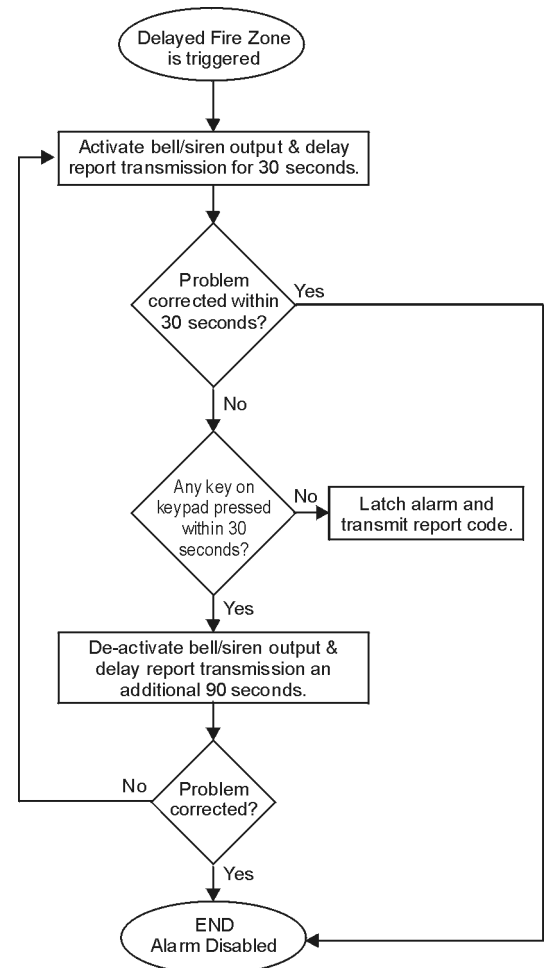 Delayed Fire Zone
is triggered
Activate bell/siren output & delay
report transmission for 30 seconds.
Problem
corrected within
30 seconds?
Yes
No
Any key on
keypad pressed
within 30
seconds?
No
Latch alarm and
transmit report code.
Yes
De-activate bell/siren output &
delay report transmission an
additional 90 seconds.
No
Problem
corrected?
Yes
END
Alarm Disabled